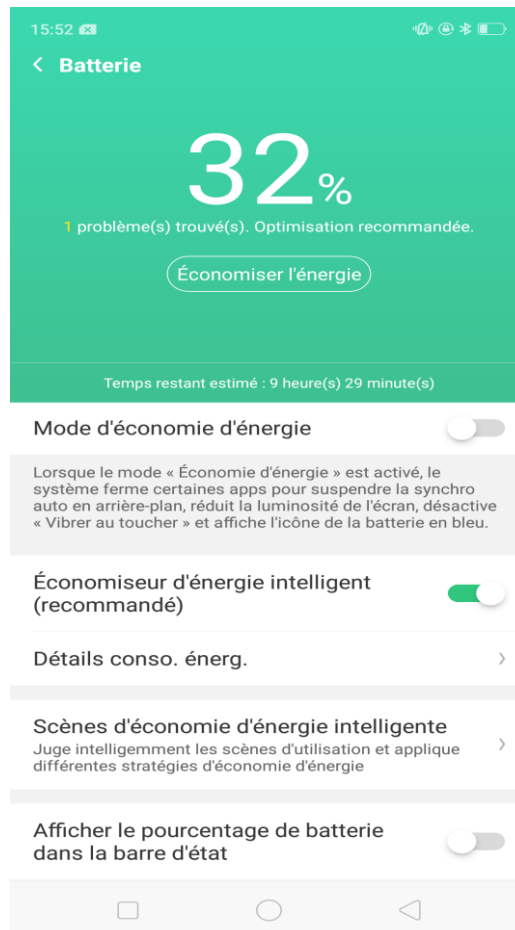 15:52
Batterie
32%
1 problème(s) trouvé(s). Optimisation recommandée.
Économiser l'énergie
Temps restant estimé : 9 heure(s) 29 minute(s)
Mode d'économie d'énergie
Lorsque le mode « Économie d'énergie » est activé, le
système ferme certaines apps pour suspendre la synchro
auto en arrière-plan, réduit la luminosité de l'écran, désactive
« Vibrer au toucher » et affiche l'icône de la batterie en bleu.
Économiseur d'énergie intelligent
(recommandé)
Détails conso. énerg.
Scènes d'économie d'énergie intelligente
Juge intelligemment les scènes d'utilisation et applique
différentes stratégies d'économie d'énergie
Afficher le pourcentage de batterie
dans la barre d'état